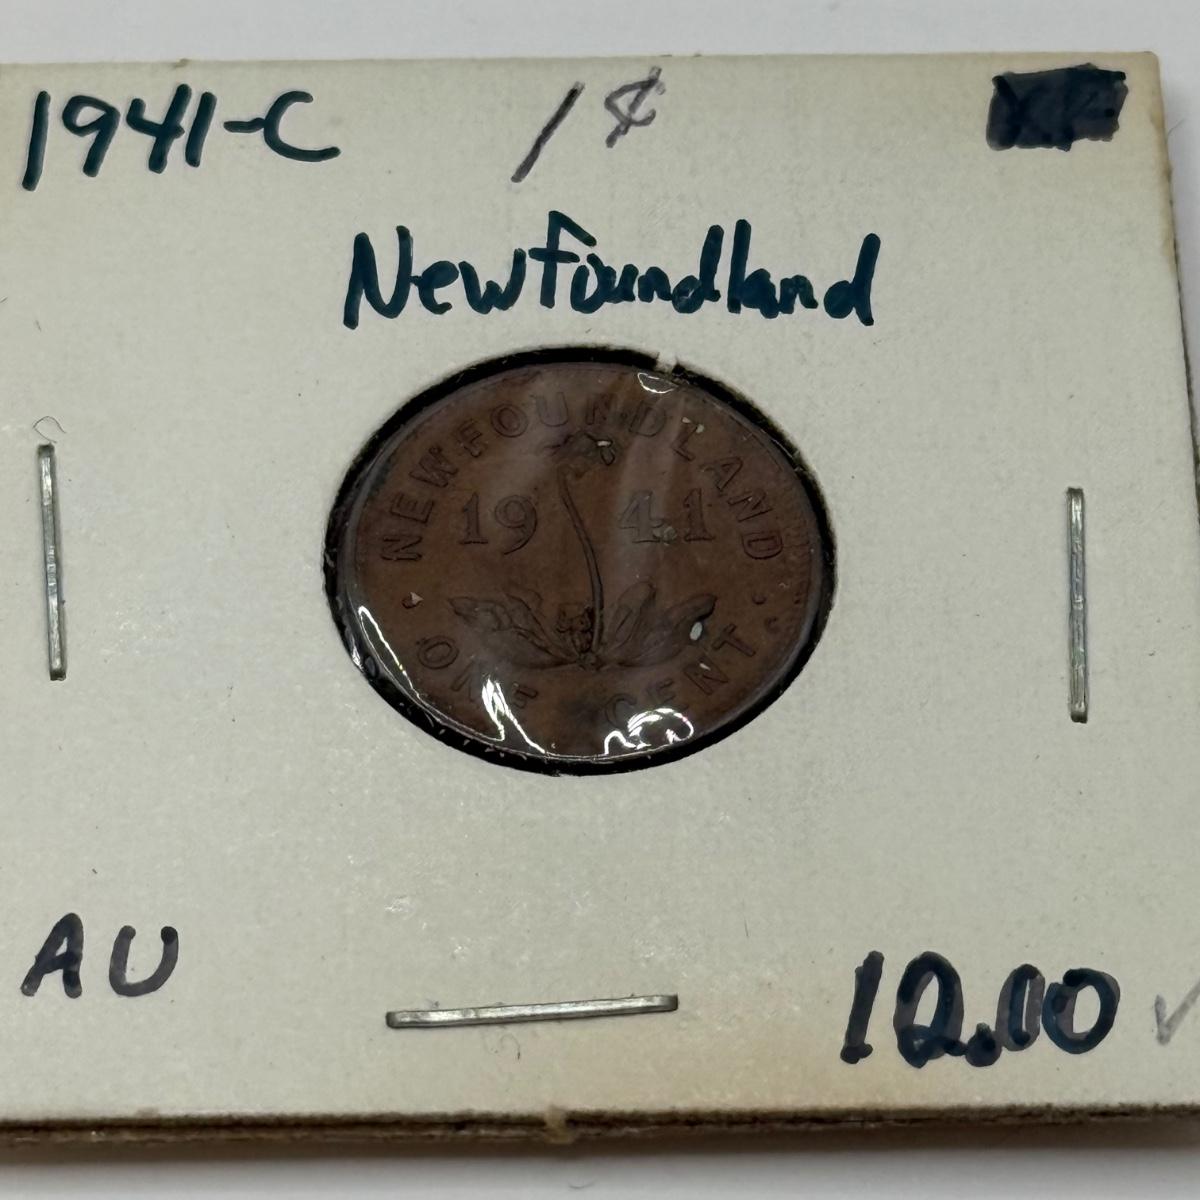 1941-C 1¢
Newfoundland
NEWFOUNDLAND
19 41
ONE CENT
AU 12.00